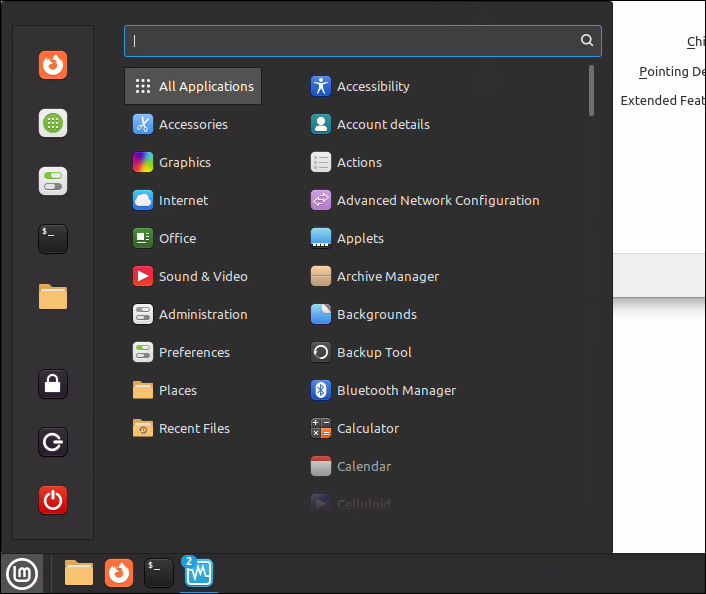 Chi
Pointing De
Extended Feat
All Applications
Accessories
Graphics
Internet
Office
Sound & Video
Administration
Preferences
Places
Recent Files
Accessibility
Account details
Actions
Advanced Network Configuration
Applets
Archive Manager
Backgrounds
Backup Tool
Bluetooth Manager
Calculator
Calendar
Celluloid
$_
lm
$_
2